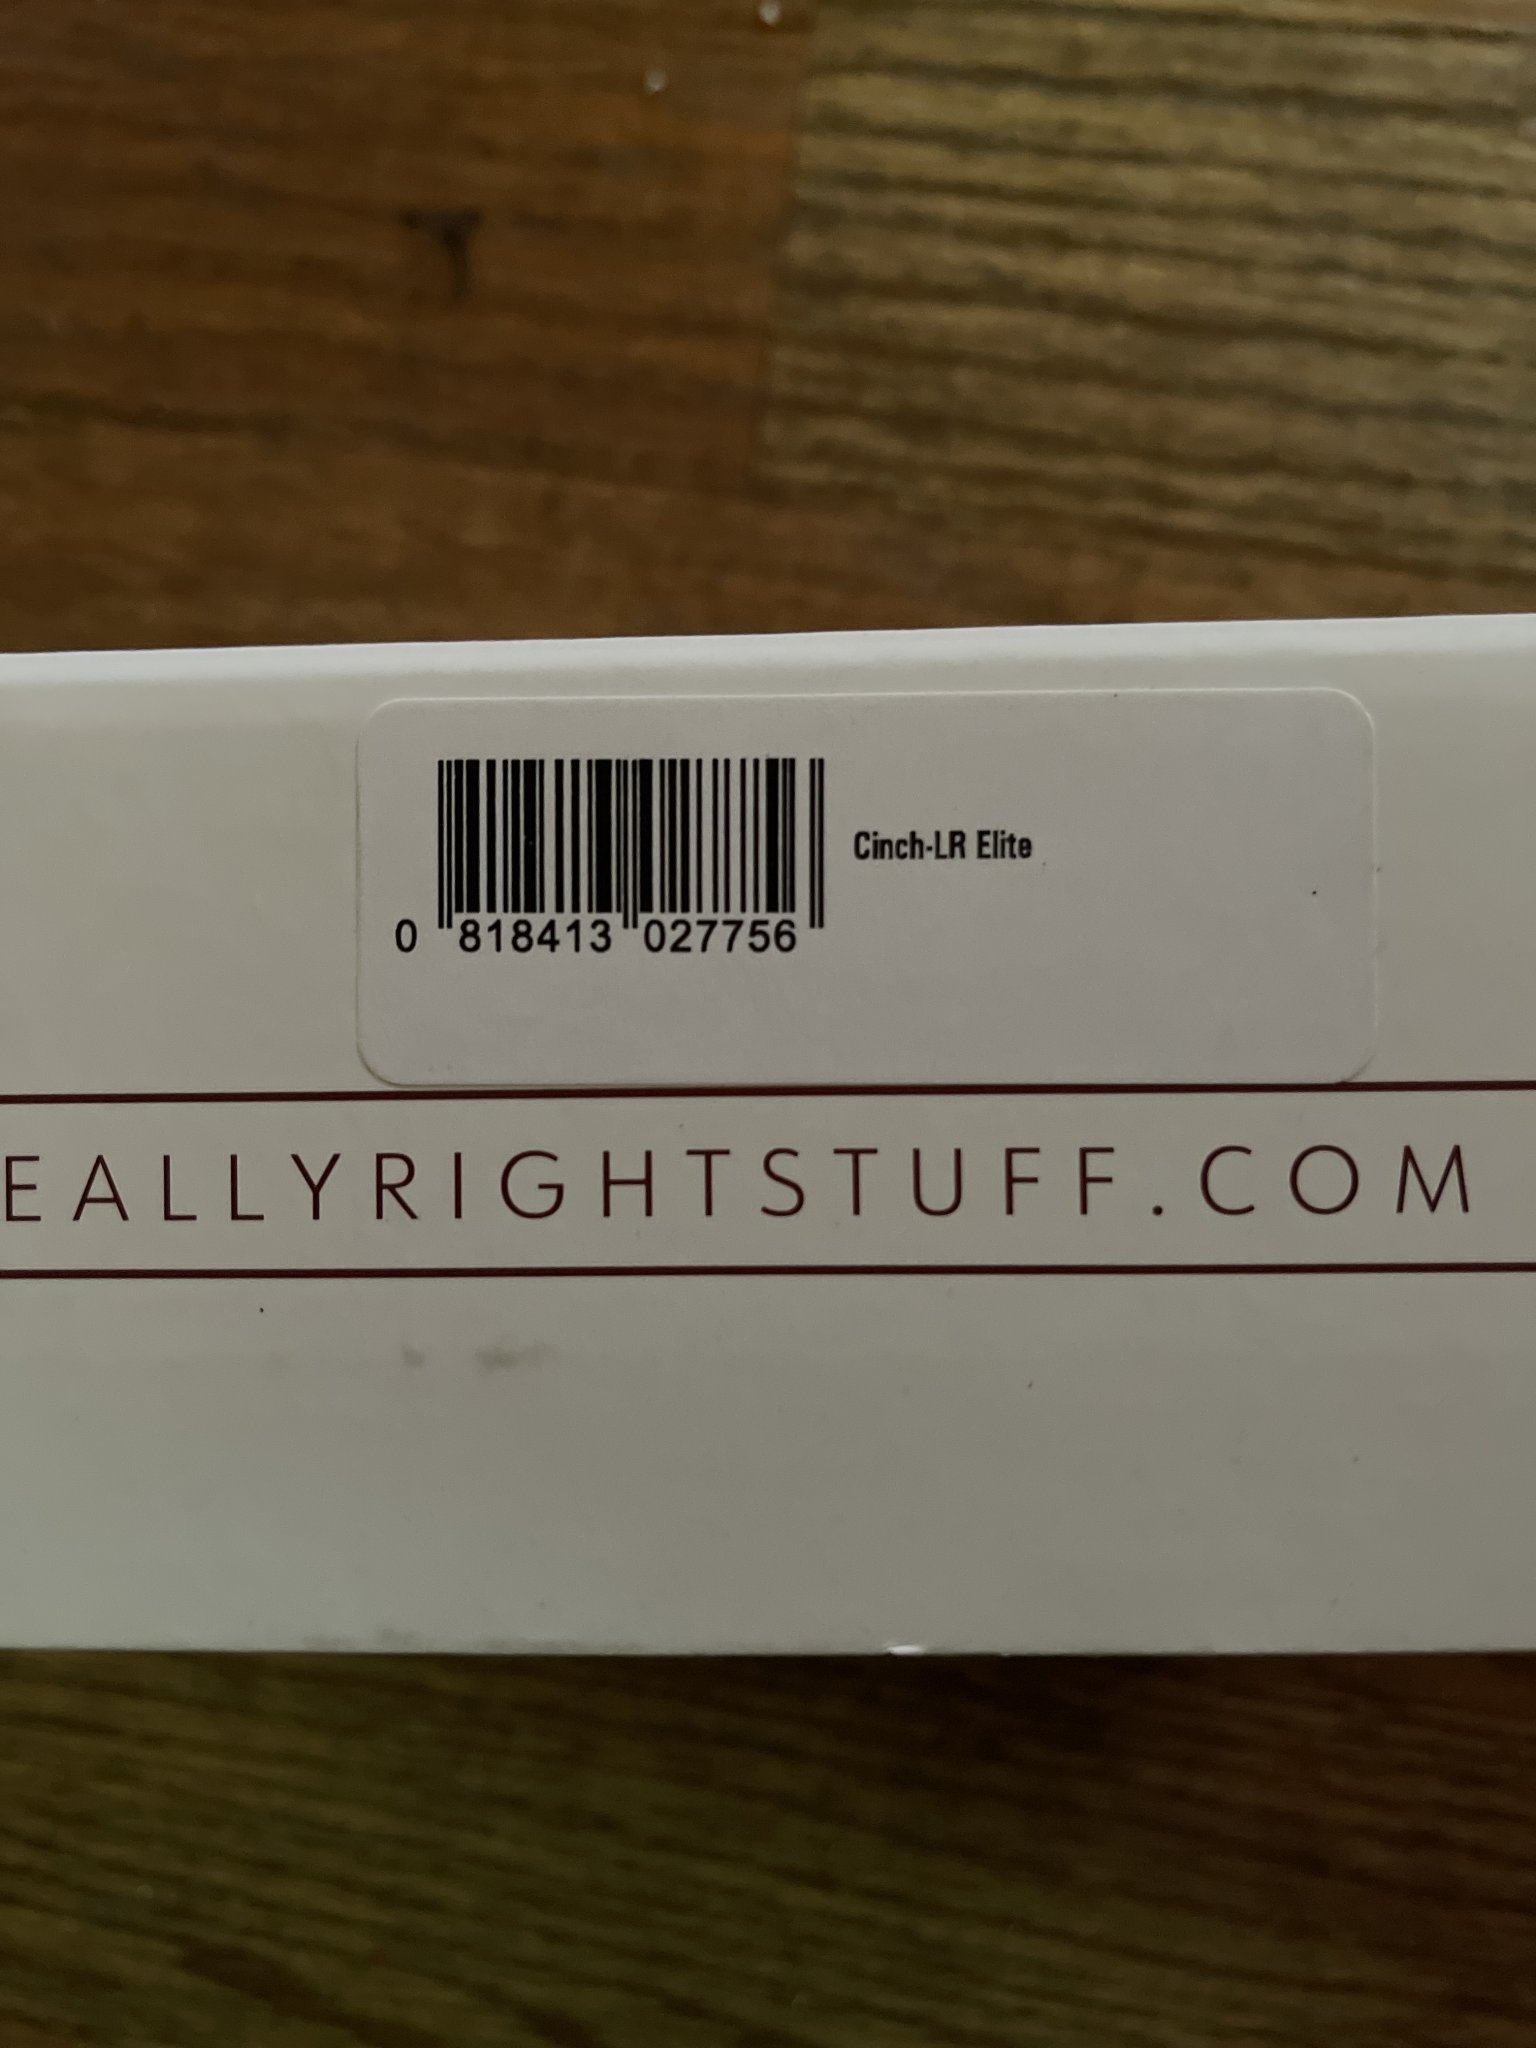 Cinch-LR Elite
0 818413 027756
EALLYRIGHTSTUFF.COM